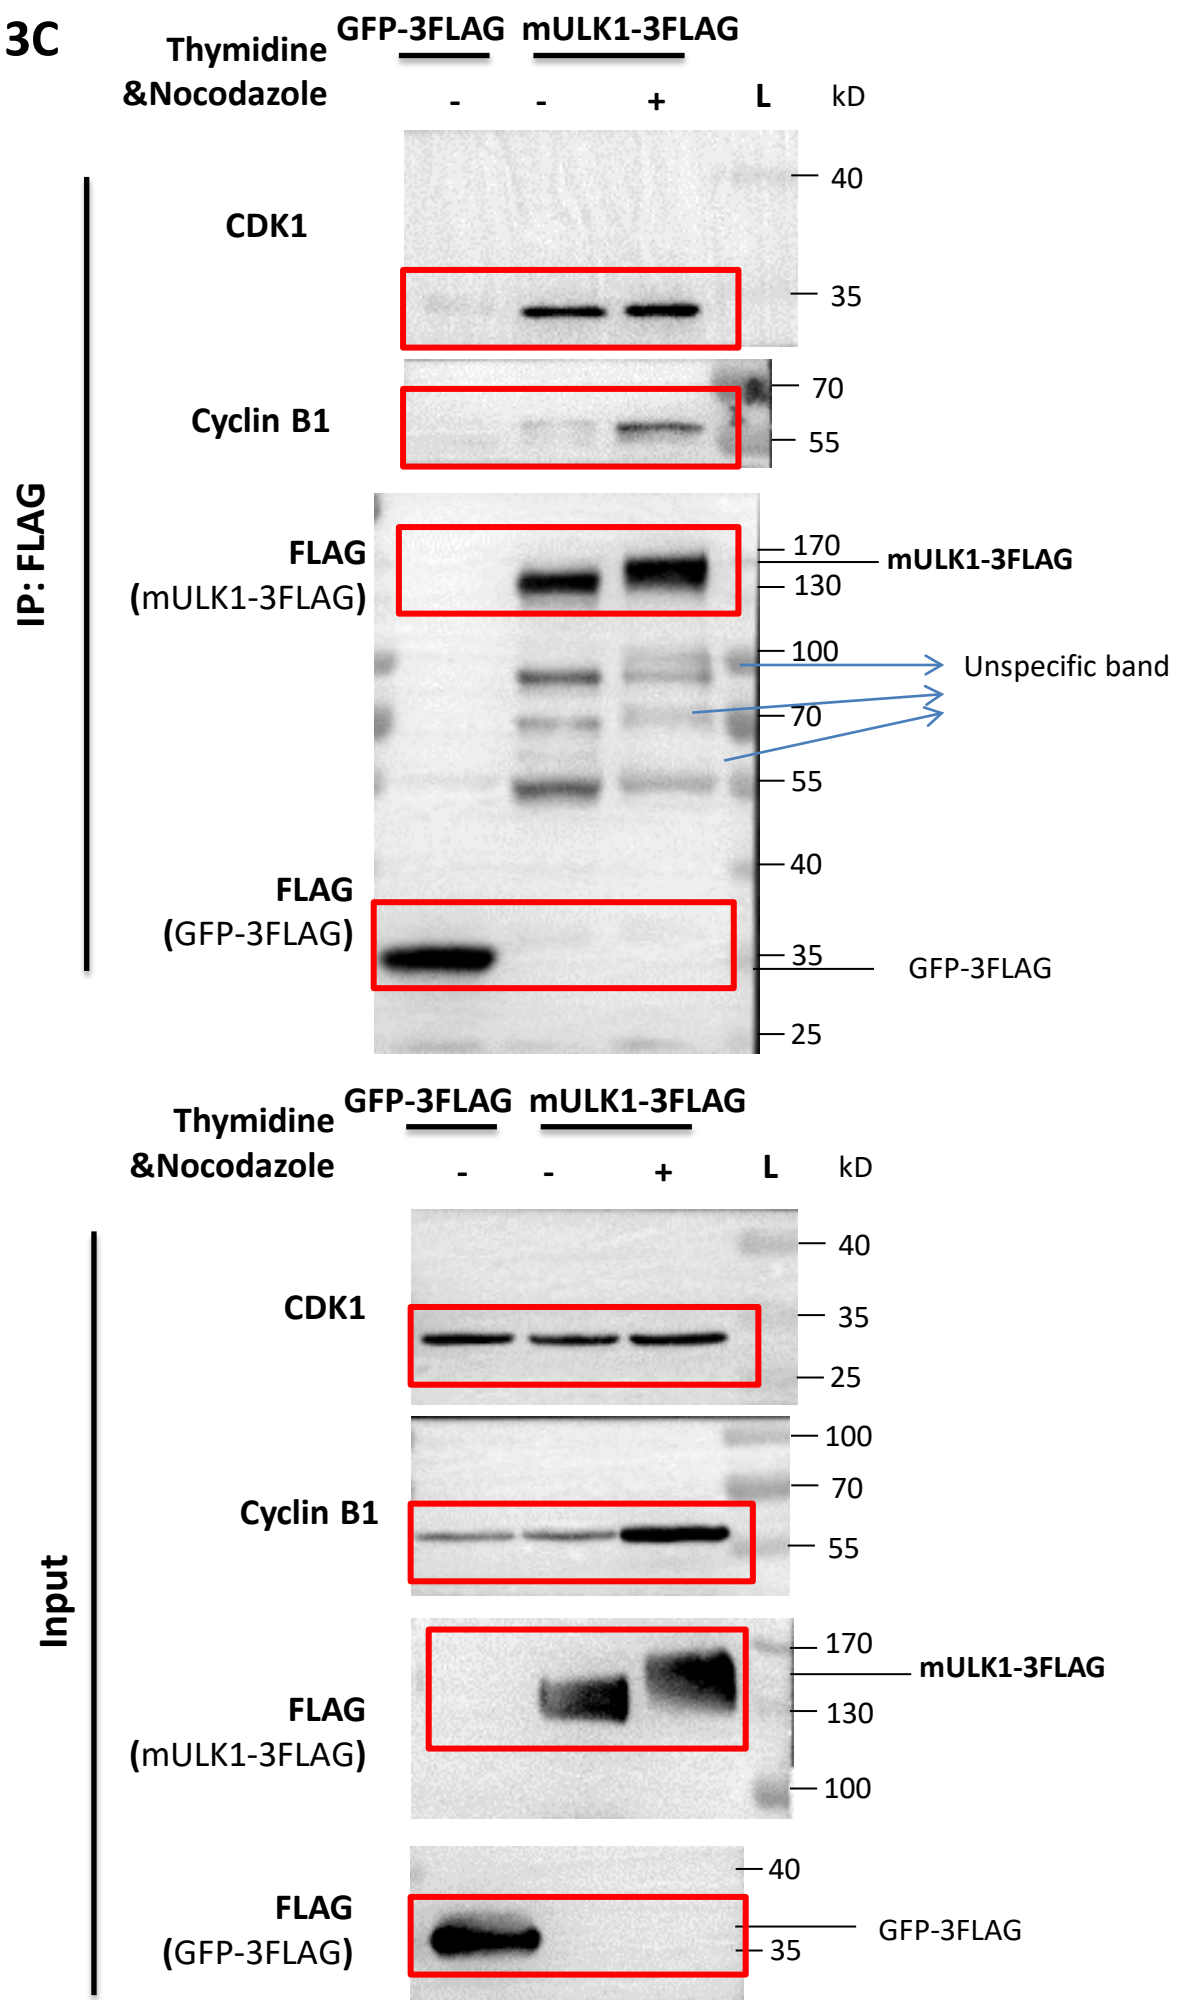 3C
GFP-3FLAG mULK1-3FLAG
Thymidine
&Nocodazole - - + L kD
IP: FLAG
40
CDK1
35
70
Cyclin B1
55
FLAG
(mULK1-3FLAG)
170
mULK1-3FLAG
130
100
Unspecific band
70
55
40
FLAG
(GFP-3FLAG)
35
GFP-3FLAG
25
GFP-3FLAG mULK1-3FLAG
Thymidine
&Nocodazole - - + L kD
Input
40
CDK1
35
25
100
70
Cyclin B1
55
170
mULK1-3FLAG
FLAG
(mULK1-3FLAG)
130
100
40
FLAG
(GFP-3FLAG)
GFP-3FLAG
35